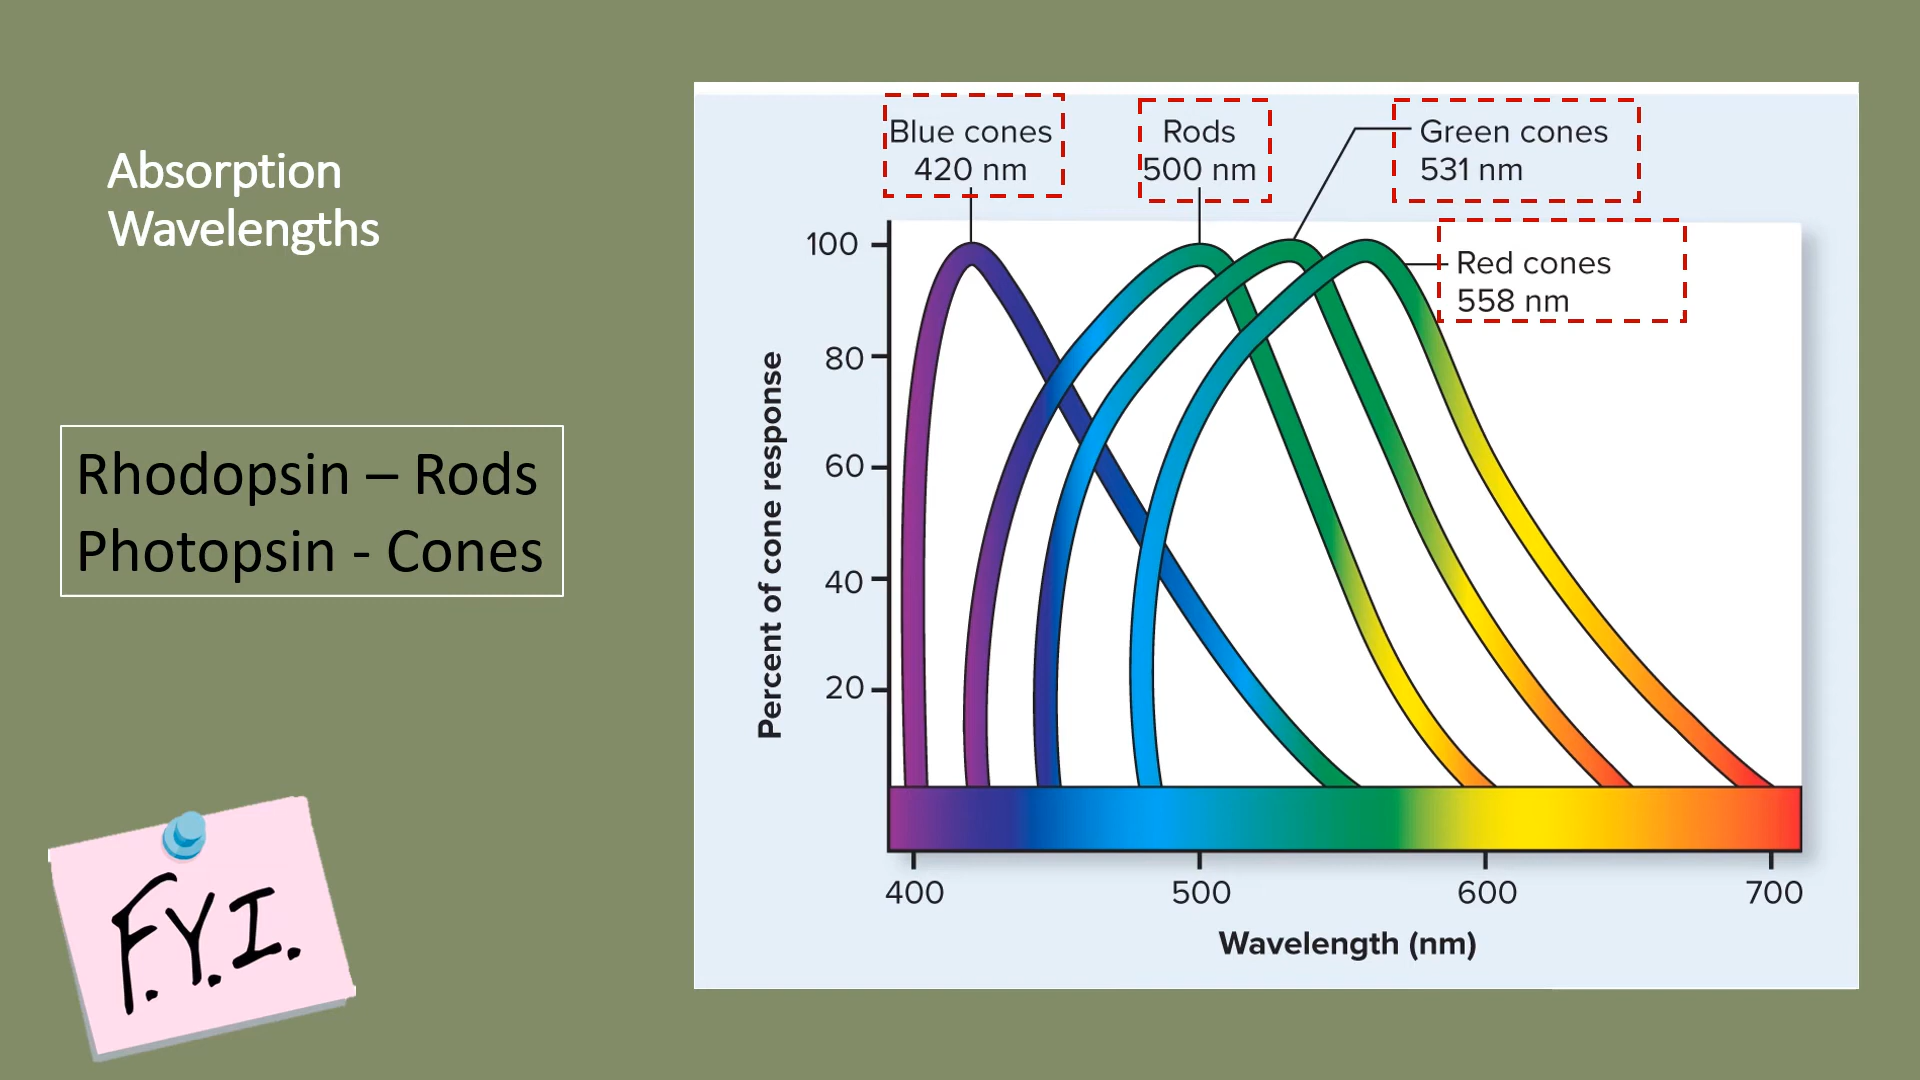 Absorption
Wavelengths
Rhodopsin – Rods
Photopsin - Cones
F.Y.I.
Blue cones
420 nm
Rods
500 nm
Green cones
531 nm
Red cones
558 nm
Percent of cone response
100
80
60
40
20
400 500 600 700
Wavelength (nm)